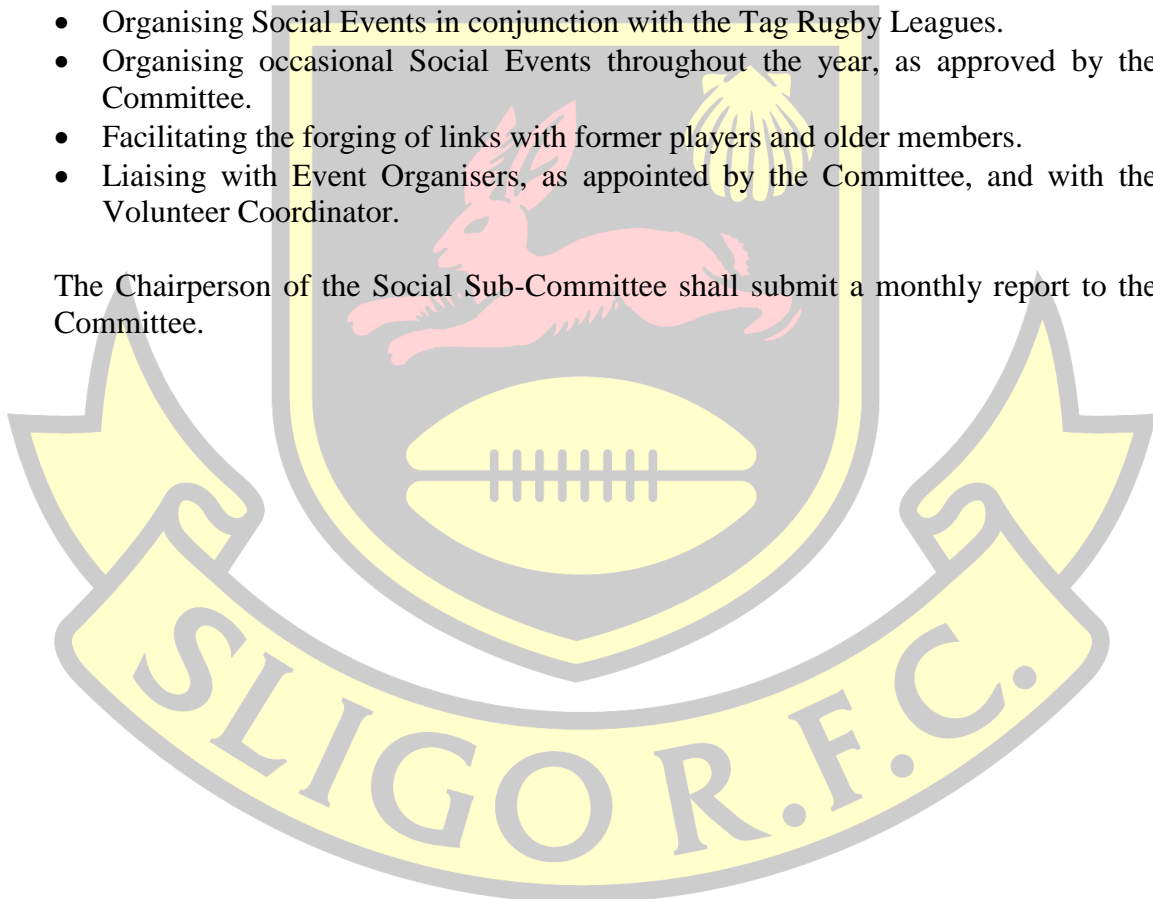 • Organising Social Events in conjunction with the Tag Rugby Leagues.
• Organising occasional Social Events throughout the year, as approved by the
Committee.
• Facilitating the forging of links with former players and older members.
• Liaising with Event Organisers, as appointed by the Committee, and with the
Volunteer Coordinator.
The Chairperson of the Social Sub-Committee shall submit a monthly report to the
Committee.
SLIGO R.F.C.